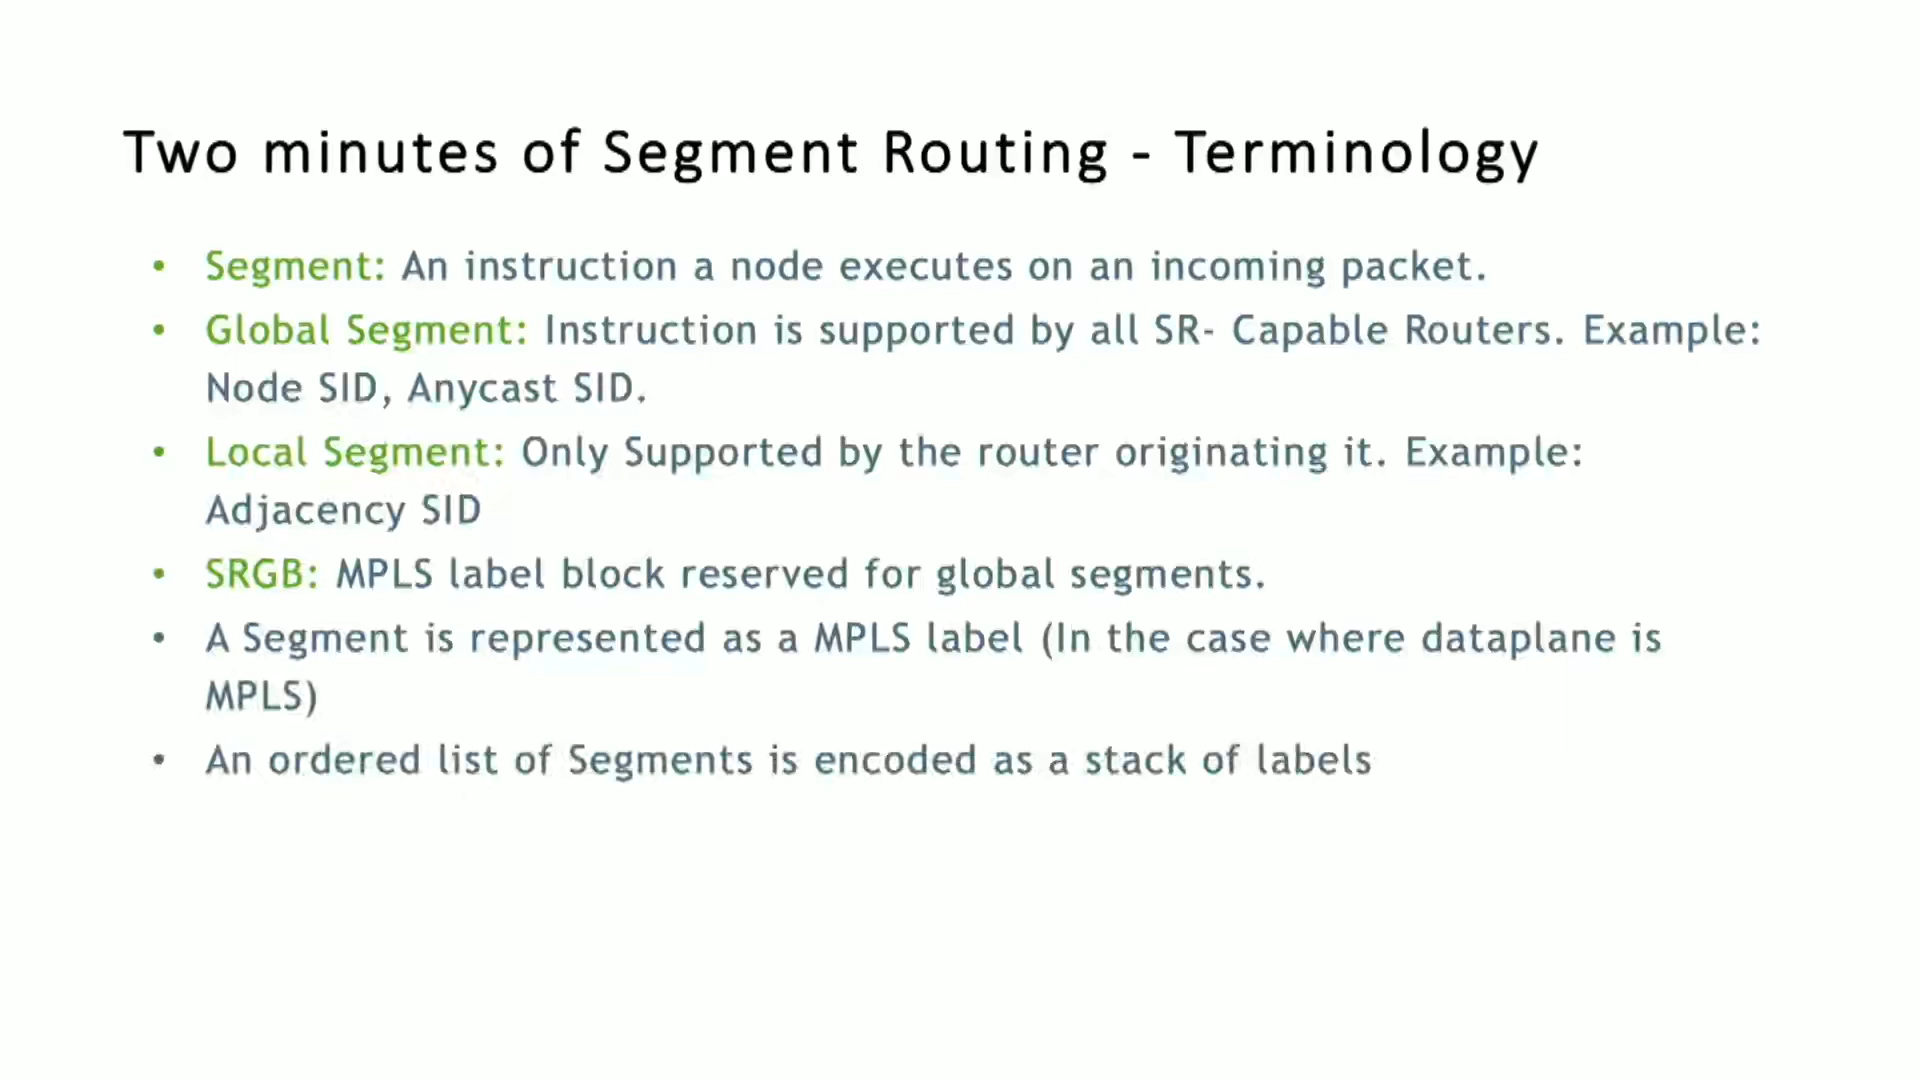 Two minutes of Segment Routing - Terminology
• Segment: An instruction a node executes on an incoming packet.
• Global Segment: Instruction is supported by all SR- Capable Routers. Example:
Node SID, Anycast SID.
• Local Segment: Only Supported by the router originating it. Example:
Adjacency SID
• SRGB: MPLS label block reserved for global segments.
• A Segment is represented as a MPLS label (In the case where dataplane is
MPLS)
• An ordered list of Segments is encoded as a stack of labels